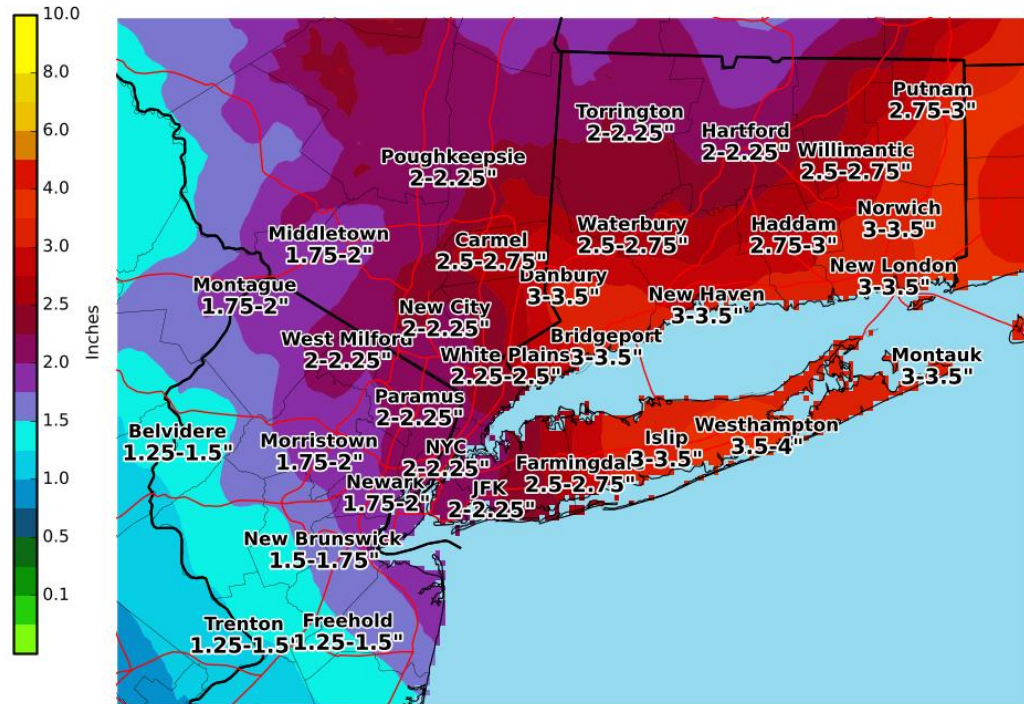 10.0
8.0
6.0
4.0
3.0
2.5
2.0
1.5
1.0
0.5
0.1
Inches
Putnam
2.75-3"
Torrington
2-2.25"
Hartford
2-2.25"
Willimantic
2.5-2.75"
Poughkeepsie
2-2.25"
Norwich
3-3.5"
Middletown
1.75-2"
Carmel
2.5-2.75"
Waterbury
2.5-2.75"
Haddam
2.75-3"
New London
3-3.5"
Danbury
3-3.5"
Montague
1.75-2"
New Haven
3-3.5"
New City
2-2.25"
West Milford
2-2.25"
Bridgeport
3-3.5"
White Plains
2.25-2.5"
Montauk
3-3.5"
Paramus
2-2.25"
Westhampton
3.5-4"
Belvidere
1.25-1.5"
Morristown
1.75-2"
NYC
2-2.25"
Islip
3-3.5"
Farmingdal
2.5-2.75"
Newark
1.75-2"
JFK
2-2.25"
New Brunswick
1.5-1.75"
Trenton
1.25-1.5"
Freehold
1.25-1.5"